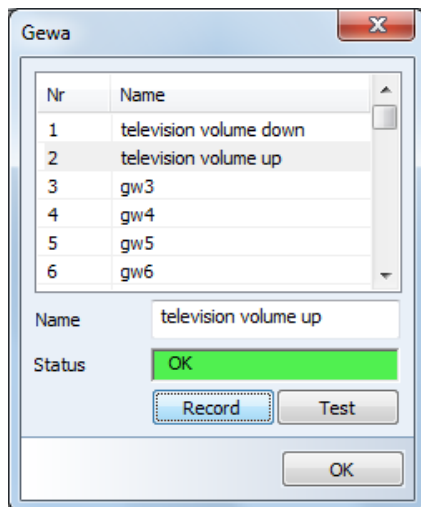 Gewa
Nr Name
1 television volume down
2 television volume up
3 gw3
4 gw4
5 gw5
6 gw6
Name television volume up
Status OK
Record Test
OK